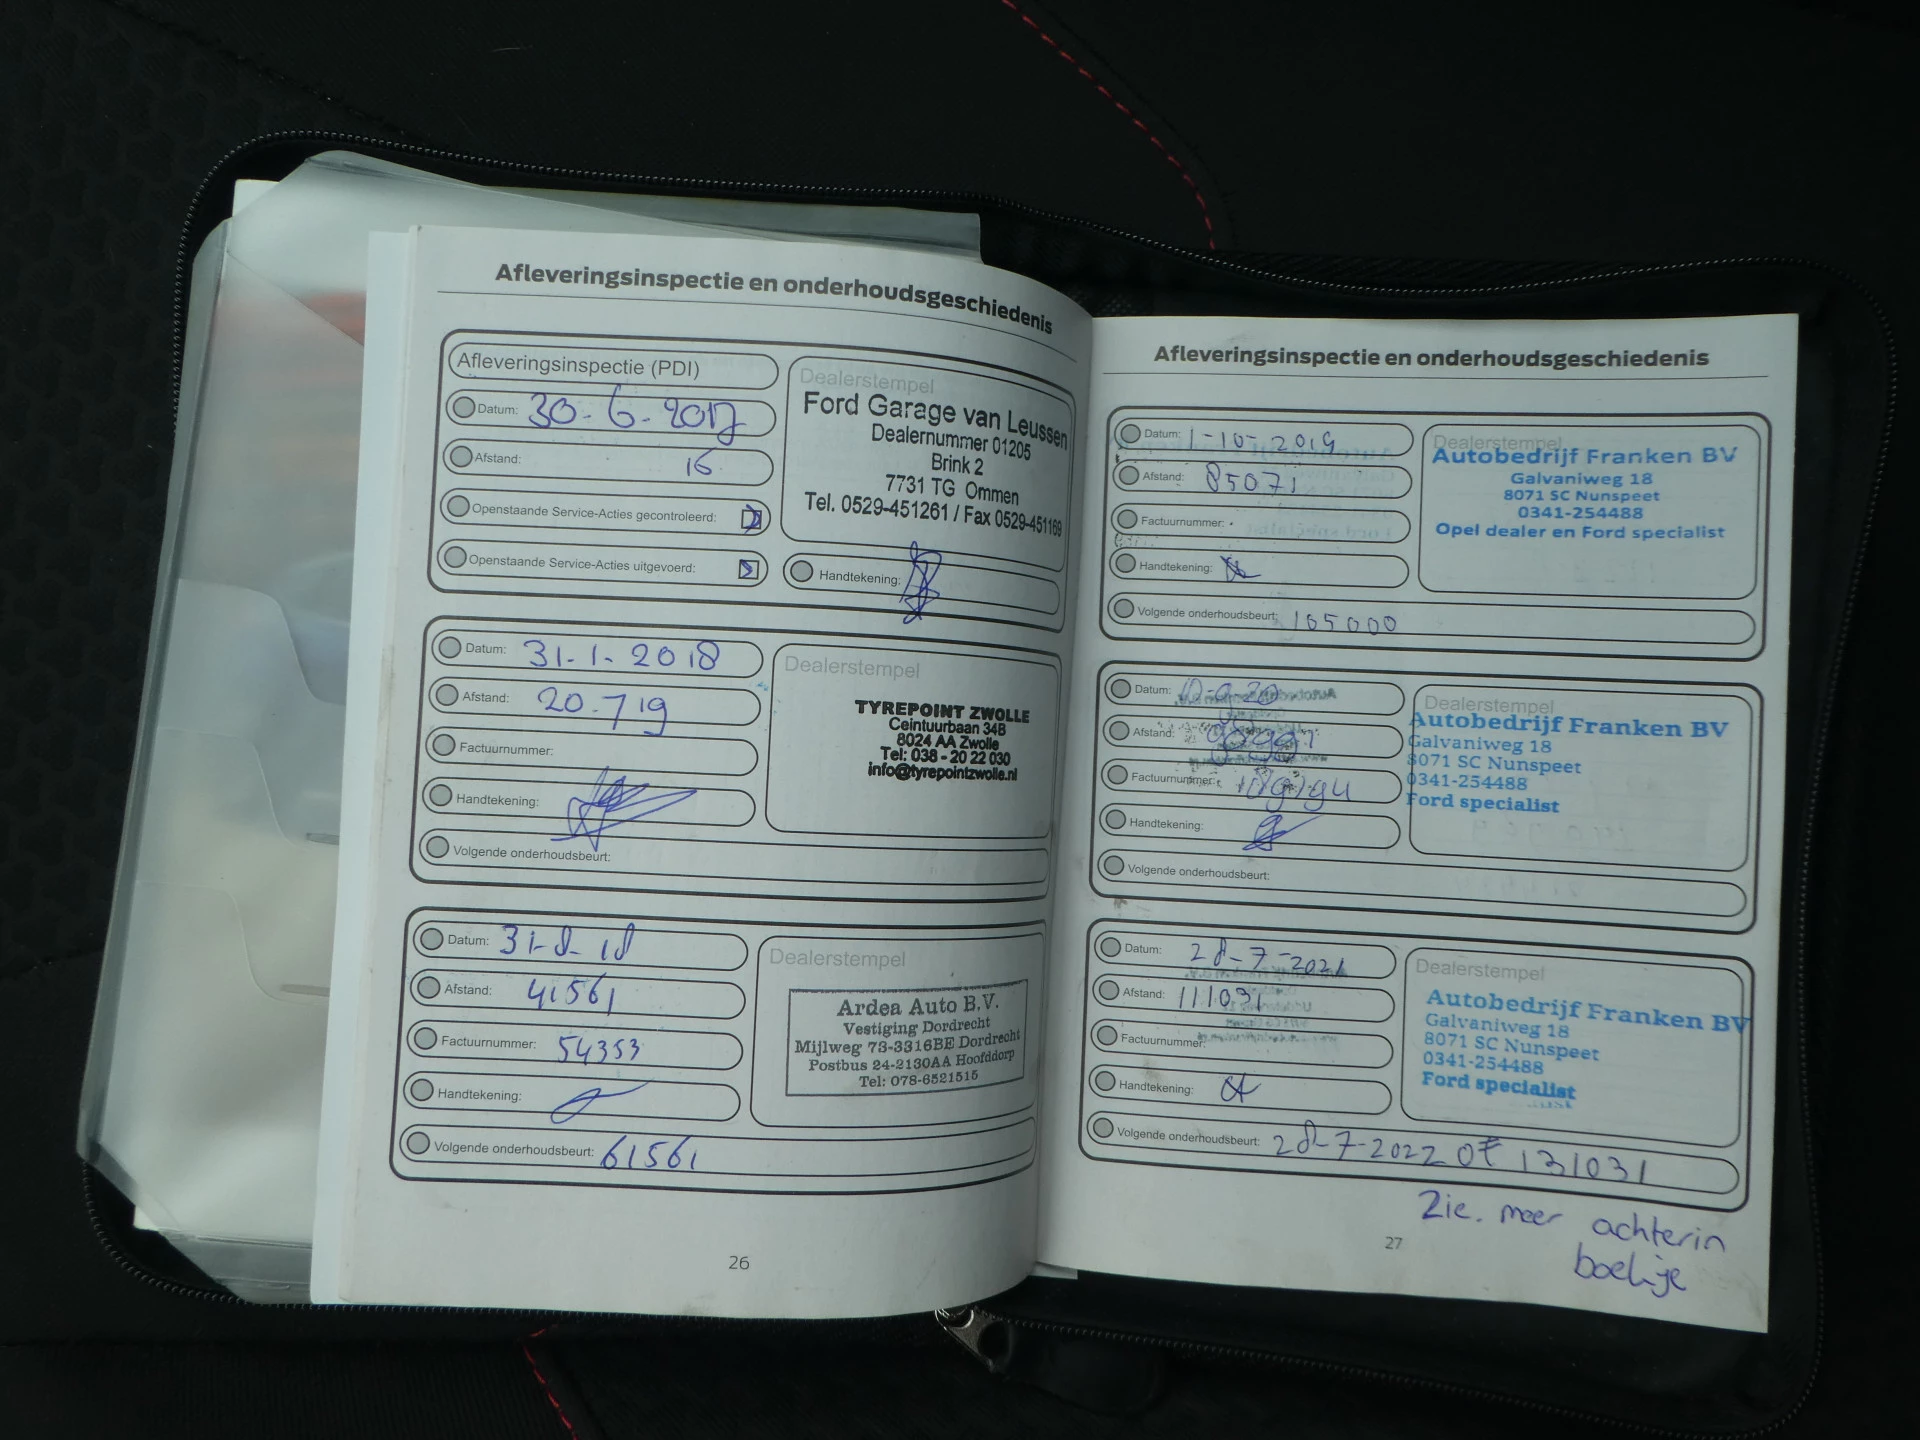 Afleveringsinspectie en onderhoudsgeschiedenis
Afleveringsinspectie (PDI)
Datum: 30-6-2017
Afstand: 16
Openstaande Service-Acties gecontroleerd:
Openstaande Service-Acties uitgevoerd:
Dealerstempel
Ford Garage van Leussen
Dealernummer 01205
Brink 2
7731 TG Ommen
Tel. 0529-451261 / Fax 0529-451169
Handtekening:
Datum: 31-1-2018
Afstand: 20.719
Factuurnummer:
Handtekening:
Volgende onderhoudsbeurt:
Dealerstempel
TYREPOINT ZWOLLE
Ceintuurbaan 34B
8024 AA Zwolle
Tel: 038 - 20 22 030
info@tyrepointzwolle.nl
Datum: 31-8-18
Afstand: 41561
Factuurnummer: 54353
Handtekening:
Volgende onderhoudsbeurt: 61561
Dealerstempel
Ardea Auto B.V.
Vestiging Dordrecht
Mijlweg 73-3316BE Dordrecht
Postbus 24-2130AA Hoofddorp
Tel: 078-6521515
26
Afleveringsinspectie en onderhoudsgeschiedenis
Datum: 1-10-2019
Afstand: 85071
Factuurnummer:
Handtekening:
Volgende onderhoudsbeurt: 105000
Dealerstempel
Autobedrijf Franken BV
Galvaniweg 18
8071 SC Nunspeet
0341-254488
Opel dealer en Ford specialist
Datum:
Afstand:
Factuurnummer:
Handtekening:
Volgende onderhoudsbeurt:
Dealerstempel
Autobedrijf Franken BV
Galvaniweg 18
8071 SC Nunspeet
0341-254488
Ford specialist
Datum: 28-7-2021
Afstand: 111031
Factuurnummer:
Handtekening:
Volgende onderhoudsbeurt: 28-7-2022 of 131031
Dealerstempel
Autobedrijf Franken BV
Galvaniweg 18
8071 SC Nunspeet
0341-254488
Ford specialist
Zie. meer achterin
boekje
27